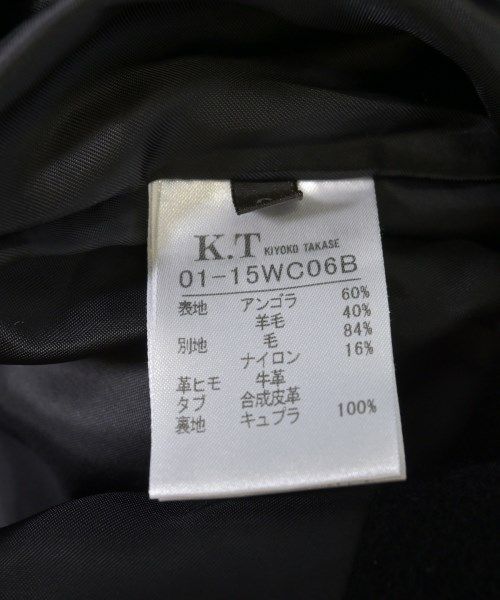 K.T KIYOKO TAKASE
01-15WC06B
表地 アンゴラ 60%
羊毛 40%
別地 毛 84%
ナイロン 16%
革ヒモ 牛革
タブ 合成皮革
裏地 キュプラ 100%